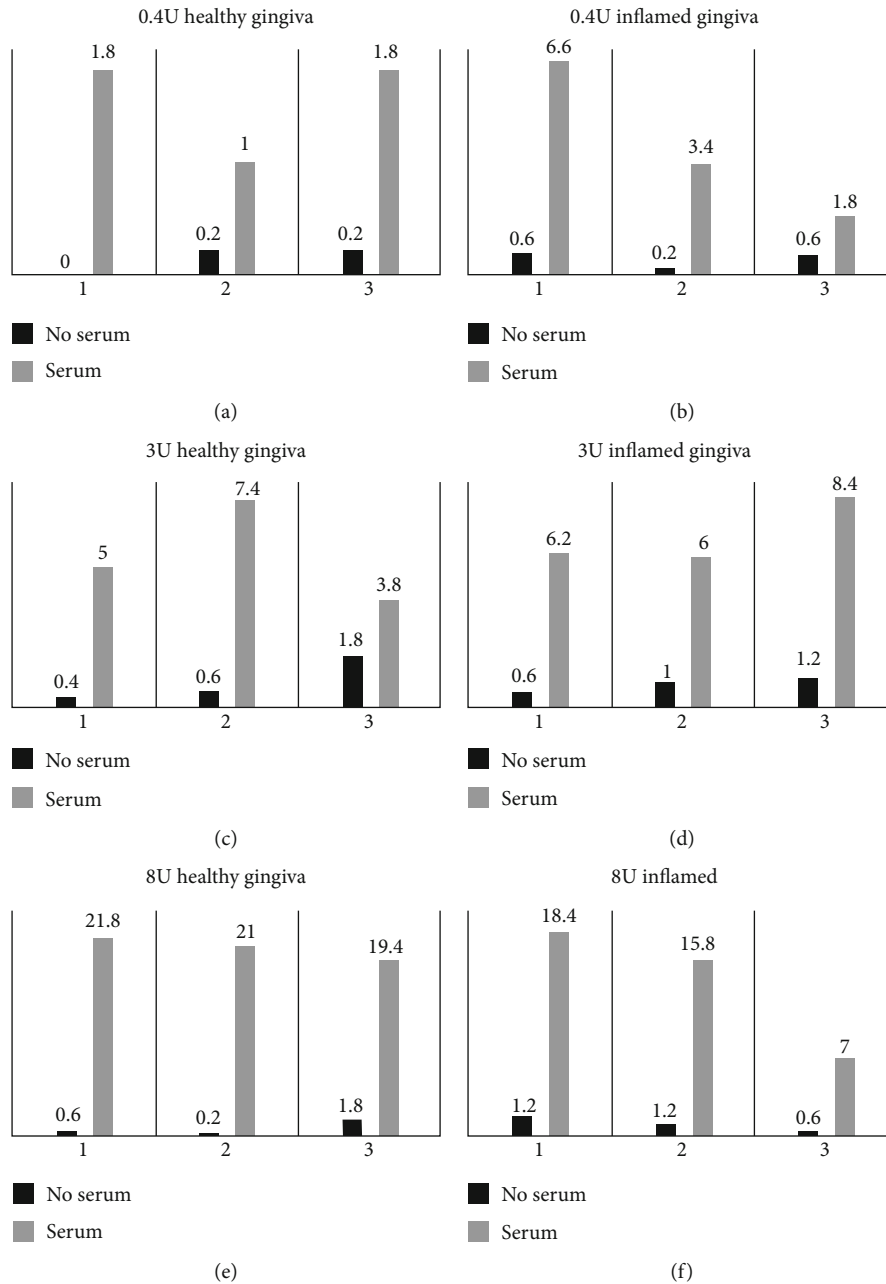 0.4U healthy gingiva
1.8
1
1.8
0
0.2
0.2
1
2
3
No serum
Serum
(a)
0.4U inflamed gingiva
6.6
3.4
1.8
0.6
0.2
0.6
1
2
3
No serum
Serum
(b)
3U healthy gingiva
5
7.4
3.8
0.4
0.6
1.8
1
2
3
No serum
Serum
(c)
3U inflamed gingiva
6.2
6
8.4
0.6
1
1.2
1
2
3
No serum
Serum
(d)
8U healthy gingiva
21.8
21
19.4
0.6
0.2
1.8
1
2
3
No serum
Serum
(e)
8U inflamed
18.4
15.8
7
1.2
1.2
0.6
1
2
3
No serum
Serum
(f)